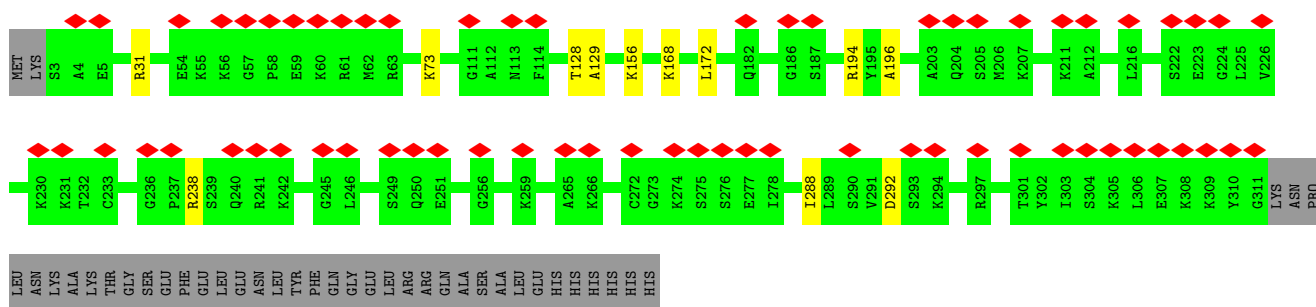 MET LYS S3 A4 E5 R31 E54 K55 K56 G57 P58 E59 K60 R61 M62 R63 K73 G111 A112 N113 F114 T128 A129 K156 K168 L172 Q182 G186 S187 R194 Y195 A196 A203 Q204 S205 M206 K207 K211 A212 L216 S222 E223 G224 L225 V226
K230 K231 T232 C233 G236 P237 R238 S239 Q240 R241 K242 G245 L246 S249 Q250 E251 G256 K259 A265 K266 C272 G273 K274 S275 S276 E277 I278 I288 L289 S290 V291 D292 S293 K294 R297 T301 Y302 I303 S304 K305 L306 E307 K308 K309 Y310 G311 LYS ASN PRO
LEU ASN LYS ALA LYS THR GLY SER GLU PHE GLU LEU GLU ASN LEU TYR PHE GLN GLY GLU LEU ARG ARG GLN ALA SER ALA LEU GLU HIS HIS HIS HIS HIS HIS